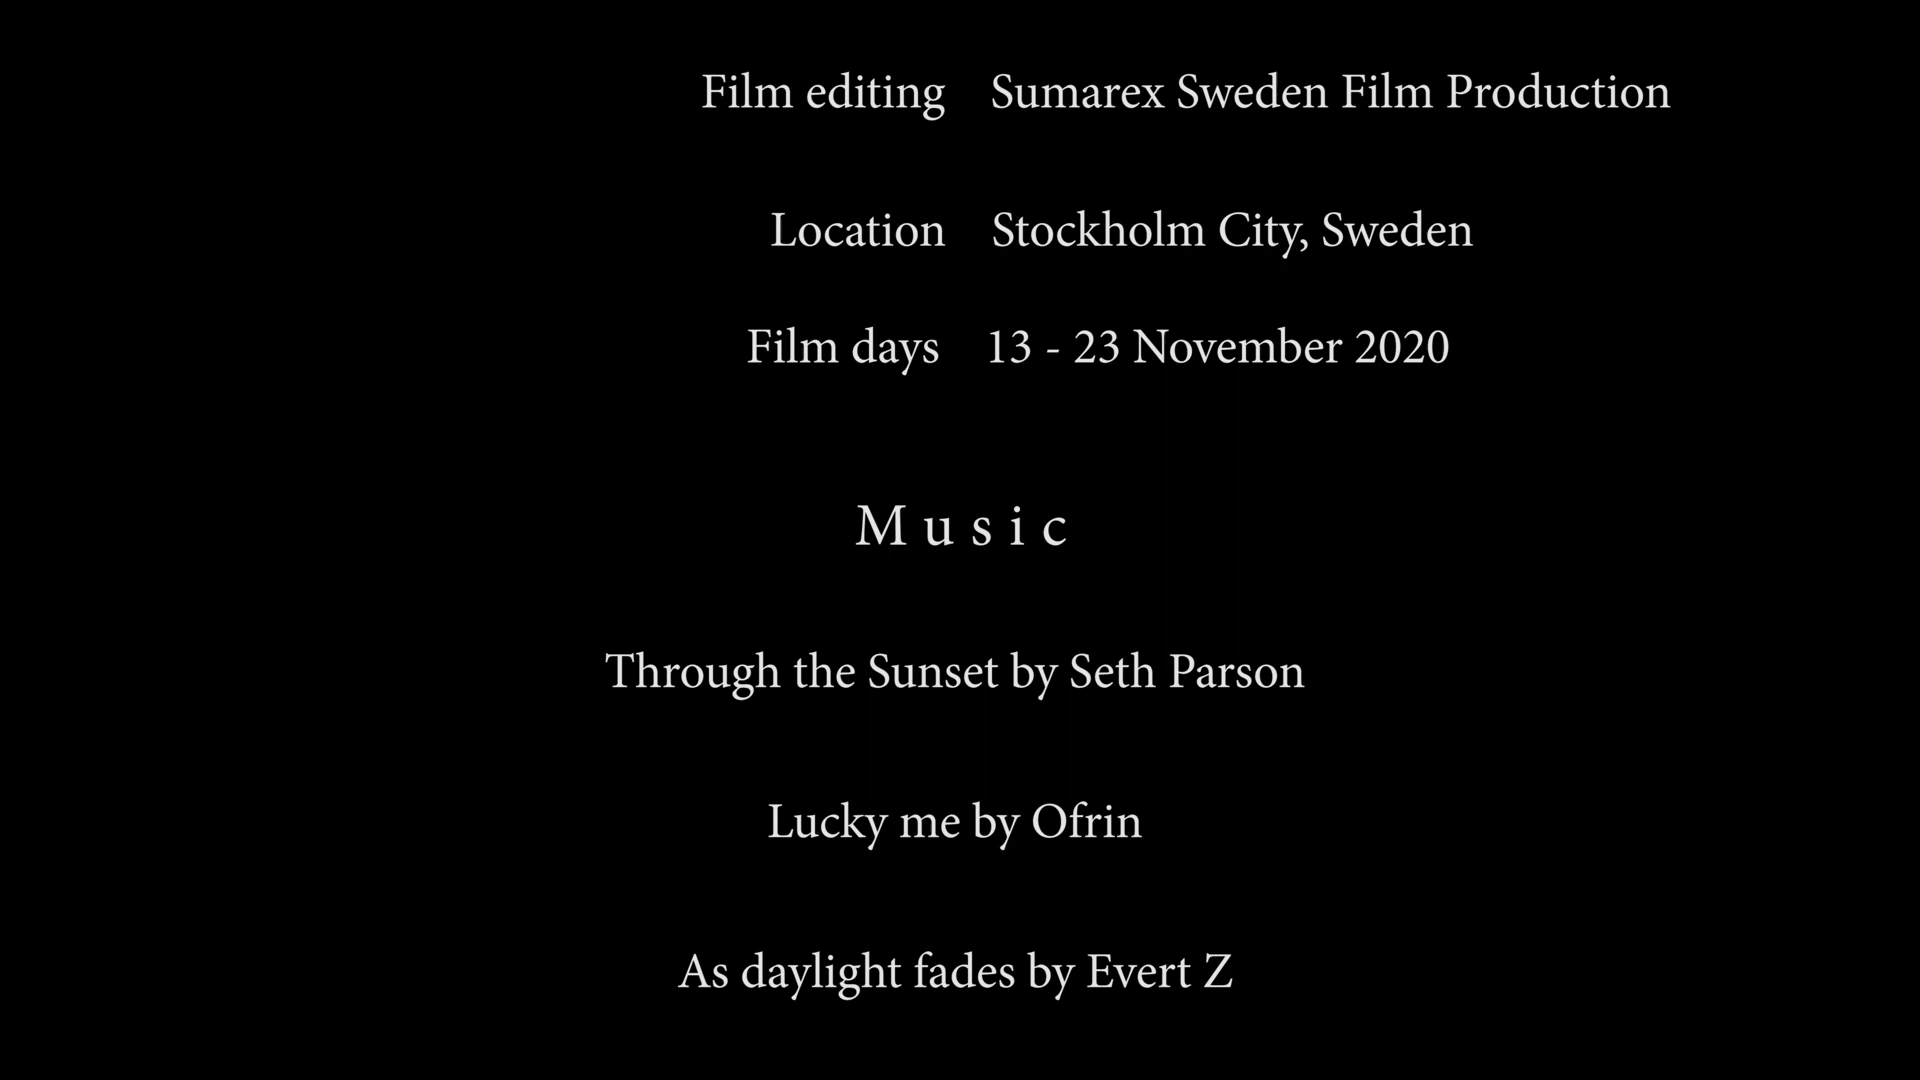 Film editing Sumarex Sweden Film Production
Location Stockholm City, Sweden
Film days 13 - 23 November 2020
Music
Through the Sunset by Seth Parson
Lucky me by Ofrin
As daylight fades by Evert Z